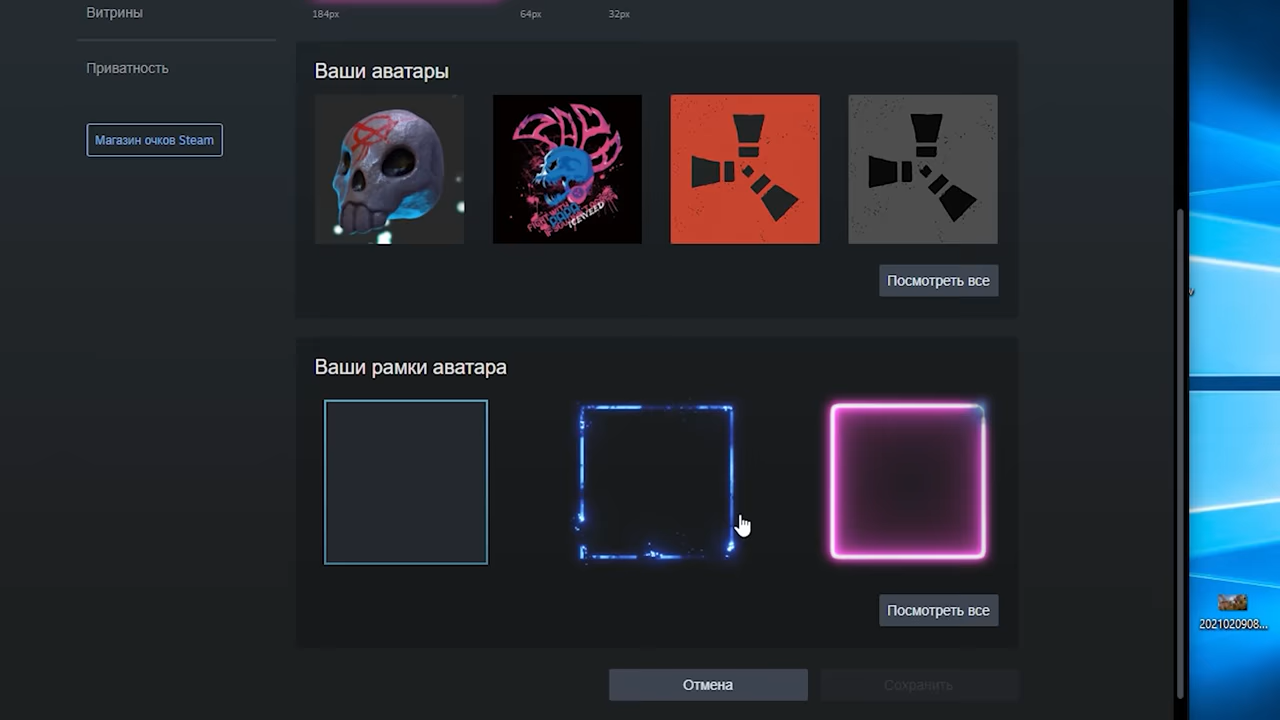 Витрины
184px
64px
32px
Приватность
Ваши аватары
Магазин очков Steam
Посмотреть все
Ваши рамки аватара
Посмотреть все
2021020908...
Отмена
Сохранить